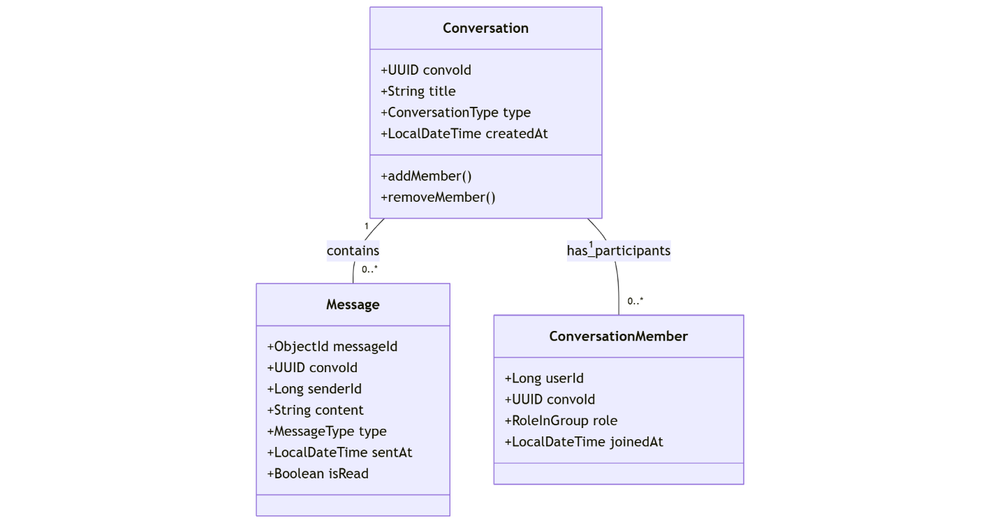 Conversation
+UUID convoId
+String title
+ConversationType type
+LocalDateTime createdAt
+addMember()
+removeMember()
1
contains
0..*
1
has_participants
0..*
Message
+ObjectId messageId
+UUID convoId
+Long senderId
+String content
+MessageType type
+LocalDateTime sentAt
+Boolean isRead
ConversationMember
+Long userId
+UUID convoId
+RoleInGroup role
+LocalDateTime joinedAt